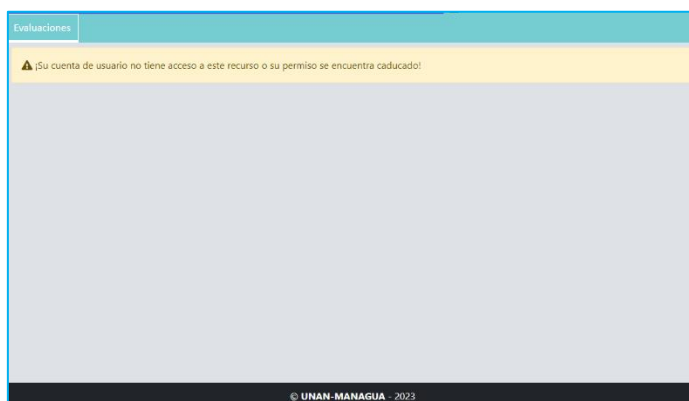 Evaluaciones
¡Su cuenta de usuario no tiene acceso a este recurso o su permiso se encuentra caducado!
© UNAN-MANAGUA - 2023